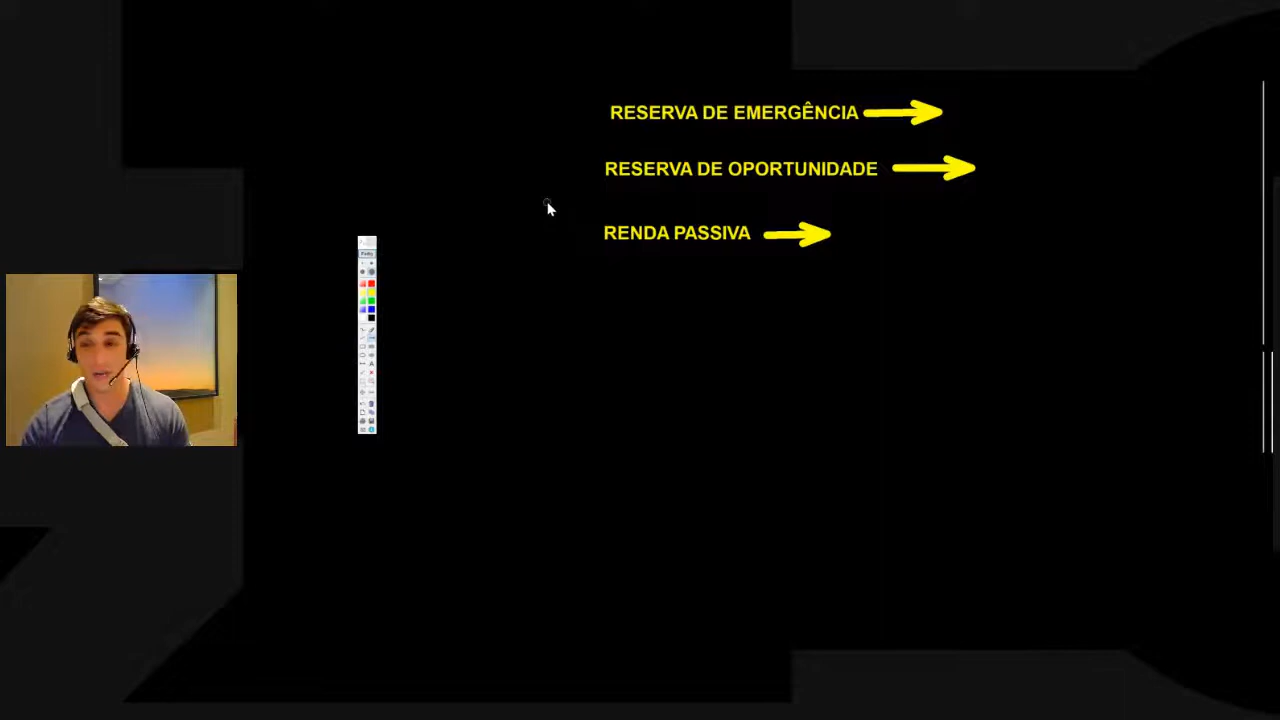 RESERVA DE EMERGÊNCIA
RESERVA DE OPORTUNIDADE
RENDA PASSIVA